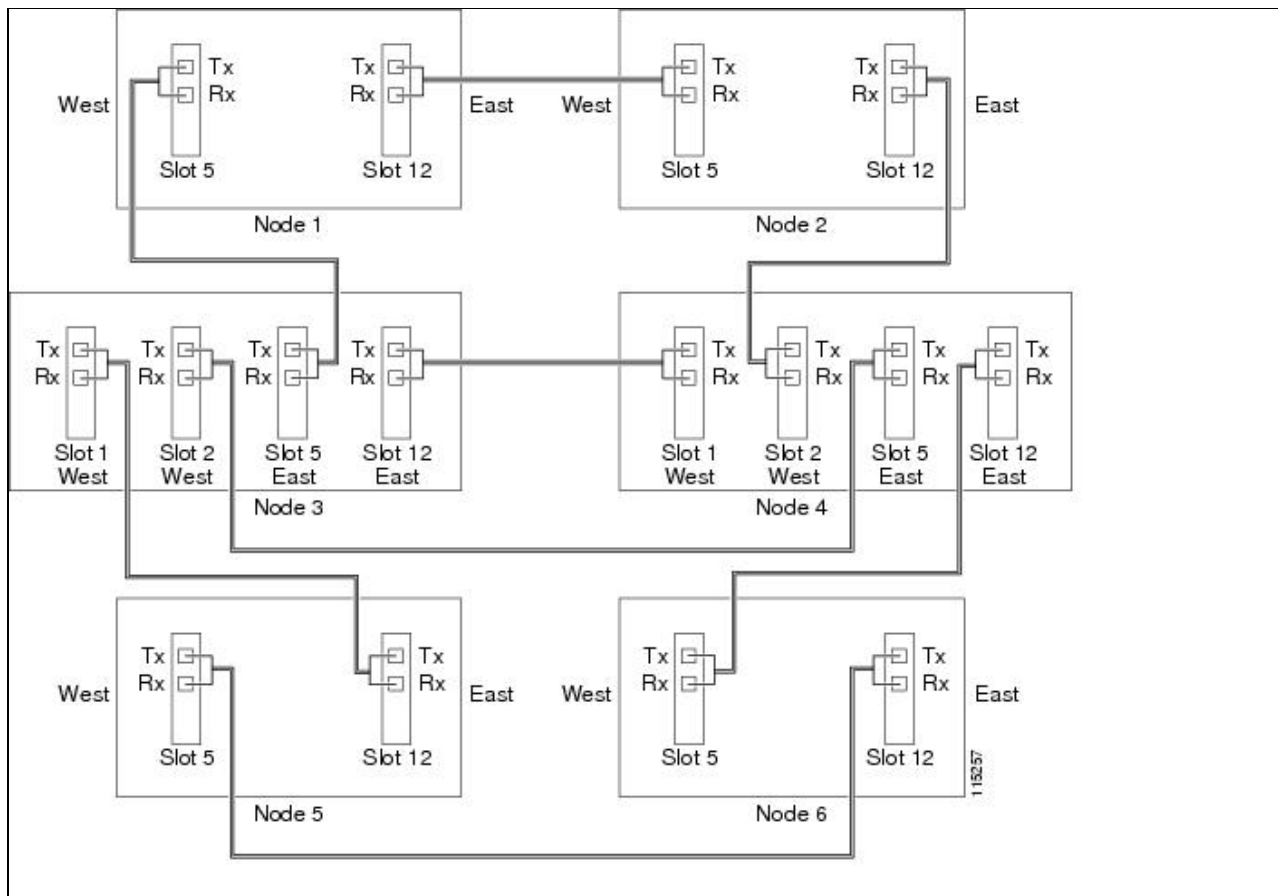 Tx Tx Tx Tx
West Rx Rx East West Rx Rx East
Slot 5 Slot 12 Slot 5 Slot 12
Node 1 Node 2
Tx Tx Tx Tx Tx Tx Tx Tx
Rx Rx Rx Rx Rx Rx Rx Rx
Slot 1 Slot 2 Slot 5 Slot 12 Slot 1 Slot 2 Slot 5 Slot 12
West West East East West West East East
Node 3 Node 4
Tx Tx Tx Tx
West Rx Rx East West Rx Rx East
Slot 5 Slot 12 Slot 5 Slot 12
115257
Node 5 Node 6